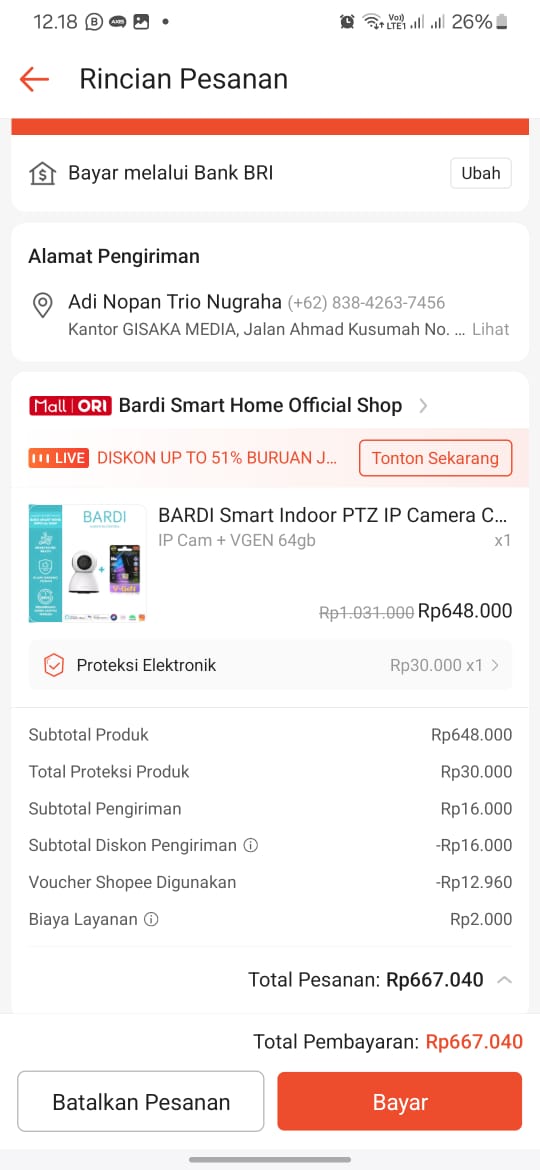 12.18
VoJ)
LTE1
26%
Rincian Pesanan
Bayar melalui Bank BRI
Ubah
Alamat Pengiriman
Adi Nopan Trio Nugraha (+62) 838-4263-7456
Kantor GISAKA MEDIA, Jalan Ahmad Kusumah No. ... Lihat
Mall | ORI Bardi Smart Home Official Shop
LIVE DISKON UP TO 51% BURUAN J... Tonton Sekarang
BARDI
BARDI Smart Indoor PTZ IP Camera C...
IP Cam + VGEN 64gb x1
Rp1.031.000 Rp648.000
Proteksi Elektronik Rp30.000 x1
Subtotal Produk Rp648.000
Total Proteksi Produk Rp30.000
Subtotal Pengiriman Rp16.000
Subtotal Diskon Pengiriman -Rp16.000
Voucher Shopee Digunakan -Rp12.960
Biaya Layanan Rp2.000
Total Pesanan: Rp667.040
Total Pembayaran: Rp667.040
Batalkan Pesanan
Bayar